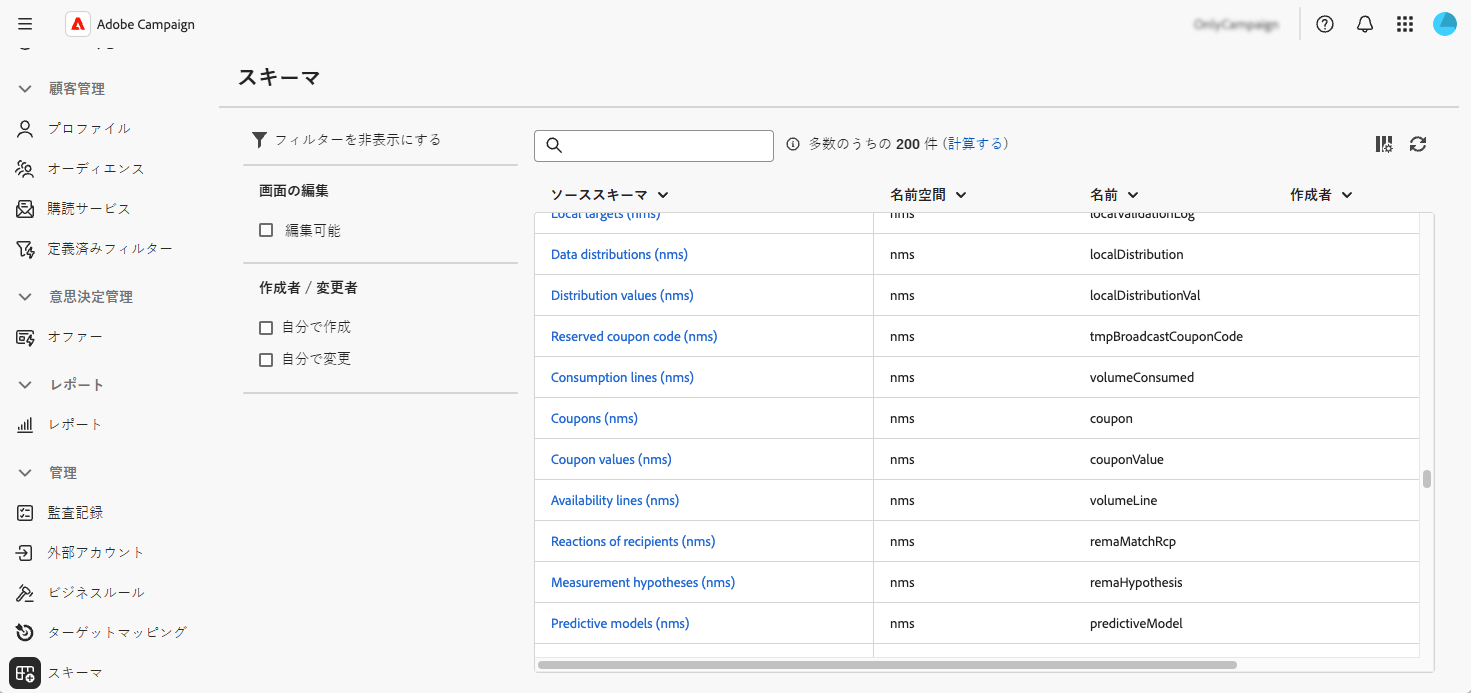 Adobe Campaign
OnlyCampaign
スキーマ
顧客管理
プロファイル
オーディエンス
購読サービス
定義済みフィルター
意思決定管理
オファー
レポート
レポート
管理
監査記録
外部アカウント
ビジネスルール
ターゲットマッピング
スキーマ
フィルターを非表示にする
画面の編集
編集可能
作成者 / 変更者
自分で作成
自分で変更
多数のうちの 200 件 (計算する)
ソーススキーマ 名前空間 名前 作成者
Local targets (nms) nms localValidationLog
Data distributions (nms) nms localDistribution
Distribution values (nms) nms localDistributionVal
Reserved coupon code (nms) nms tmpBroadcastCouponCode
Consumption lines (nms) nms volumeConsumed
Coupons (nms) nms coupon
Coupon values (nms) nms couponValue
Availability lines (nms) nms volumeLine
Reactions of recipients (nms) nms remaMatchRcp
Measurement hypotheses (nms) nms remaHypothesis
Predictive models (nms) nms predictiveModel